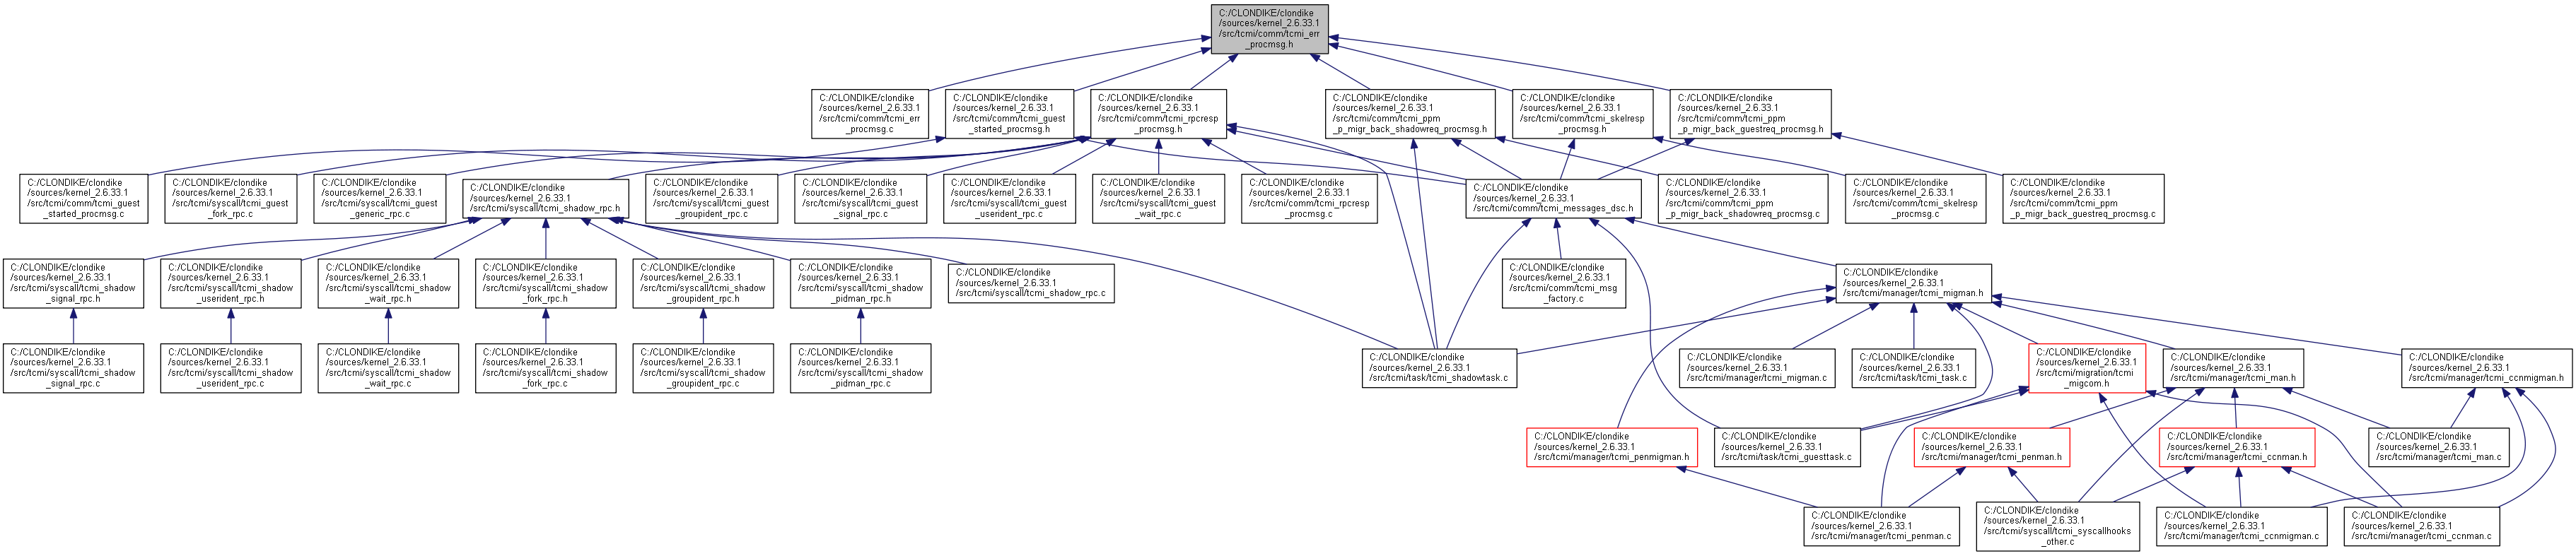 C:/CLONDIKE/clondike
/sources/kernel_2.6.33.1
/src/tcmi/comm/tcmi_err
_procmsg.h
C:/CLONDIKE/clondike
/sources/kernel_2.6.33.1
/src/tcmi/comm/tcmi_err
_procmsg.c
C:/CLONDIKE/clondike
/sources/kernel_2.6.33.1
/src/tcmi/comm/tcmi_guest
_started_procmsg.h
C:/CLONDIKE/clondike
/sources/kernel_2.6.33.1
/src/tcmi/comm/tcmi_rpcresp
_procmsg.h
C:/CLONDIKE/clondike
/sources/kernel_2.6.33.1
/src/tcmi/comm/tcmi_ppm
_p_migr_back_shadowreq_procmsg.h
C:/CLONDIKE/clondike
/sources/kernel_2.6.33.1
/src/tcmi/comm/tcmi_skelresp
_procmsg.h
C:/CLONDIKE/clondike
/sources/kernel_2.6.33.1
/src/tcmi/comm/tcmi_ppm
_p_migr_back_guestreq_procmsg.h
C:/CLONDIKE/clondike
/sources/kernel_2.6.33.1
/src/tcmi/comm/tcmi_guest
_started_procmsg.c
C:/CLONDIKE/clondike
/sources/kernel_2.6.33.1
/src/tcmi/syscall/tcmi_guest
_fork_rpc.c
C:/CLONDIKE/clondike
/sources/kernel_2.6.33.1
/src/tcmi/syscall/tcmi_guest
_generic_rpc.c
C:/CLONDIKE/clondike
/sources/kernel_2.6.33.1
/src/tcmi/syscall/tcmi_shadow_rpc.h
C:/CLONDIKE/clondike
/sources/kernel_2.6.33.1
/src/tcmi/syscall/tcmi_guest
_groupident_rpc.c
C:/CLONDIKE/clondike
/sources/kernel_2.6.33.1
/src/tcmi/syscall/tcmi_guest
_signal_rpc.c
C:/CLONDIKE/clondike
/sources/kernel_2.6.33.1
/src/tcmi/syscall/tcmi_guest
_userident_rpc.c
C:/CLONDIKE/clondike
/sources/kernel_2.6.33.1
/src/tcmi/syscall/tcmi_guest
_wait_rpc.c
C:/CLONDIKE/clondike
/sources/kernel_2.6.33.1
/src/tcmi/comm/tcmi_rpcresp
_procmsg.c
C:/CLONDIKE/clondike
/sources/kernel_2.6.33.1
/src/tcmi/comm/tcmi_messages_dsc.h
C:/CLONDIKE/clondike
/sources/kernel_2.6.33.1
/src/tcmi/comm/tcmi_ppm
_p_migr_back_shadowreq_procmsg.c
C:/CLONDIKE/clondike
/sources/kernel_2.6.33.1
/src/tcmi/comm/tcmi_skelresp
_procmsg.c
C:/CLONDIKE/clondike
/sources/kernel_2.6.33.1
/src/tcmi/comm/tcmi_ppm
_p_migr_back_guestreq_procmsg.c
C:/CLONDIKE/clondike
/sources/kernel_2.6.33.1
/src/tcmi/syscall/tcmi_shadow
_signal_rpc.h
C:/CLONDIKE/clondike
/sources/kernel_2.6.33.1
/src/tcmi/syscall/tcmi_shadow
_userident_rpc.h
C:/CLONDIKE/clondike
/sources/kernel_2.6.33.1
/src/tcmi/syscall/tcmi_shadow
_wait_rpc.h
C:/CLONDIKE/clondike
/sources/kernel_2.6.33.1
/src/tcmi/syscall/tcmi_shadow
_fork_rpc.h
C:/CLONDIKE/clondike
/sources/kernel_2.6.33.1
/src/tcmi/syscall/tcmi_shadow
_groupident_rpc.h
C:/CLONDIKE/clondike
/sources/kernel_2.6.33.1
/src/tcmi/syscall/tcmi_shadow
_pidman_rpc.h
C:/CLONDIKE/clondike
/sources/kernel_2.6.33.1
/src/tcmi/syscall/tcmi_shadow_rpc.c
C:/CLONDIKE/clondike
/sources/kernel_2.6.33.1
/src/tcmi/comm/tcmi_msg
_factory.c
C:/CLONDIKE/clondike
/sources/kernel_2.6.33.1
/src/tcmi/manager/tcmi_migman.h
C:/CLONDIKE/clondike
/sources/kernel_2.6.33.1
/src/tcmi/syscall/tcmi_shadow
_signal_rpc.c
C:/CLONDIKE/clondike
/sources/kernel_2.6.33.1
/src/tcmi/syscall/tcmi_shadow
_userident_rpc.c
C:/CLONDIKE/clondike
/sources/kernel_2.6.33.1
/src/tcmi/syscall/tcmi_shadow
_wait_rpc.c
C:/CLONDIKE/clondike
/sources/kernel_2.6.33.1
/src/tcmi/syscall/tcmi_shadow
_fork_rpc.c
C:/CLONDIKE/clondike
/sources/kernel_2.6.33.1
/src/tcmi/syscall/tcmi_shadow
_groupident_rpc.c
C:/CLONDIKE/clondike
/sources/kernel_2.6.33.1
/src/tcmi/syscall/tcmi_shadow
_pidman_rpc.c
C:/CLONDIKE/clondike
/sources/kernel_2.6.33.1
/src/tcmi/task/tcmi_shadowtask.c
C:/CLONDIKE/clondike
/sources/kernel_2.6.33.1
/src/tcmi/manager/tcmi_migman.c
C:/CLONDIKE/clondike
/sources/kernel_2.6.33.1
/src/tcmi/task/tcmi_task.c
C:/CLONDIKE/clondike
/sources/kernel_2.6.33.1
/src/tcmi/migration/tcmi
_migcom.h
C:/CLONDIKE/clondike
/sources/kernel_2.6.33.1
/src/tcmi/manager/tcmi_man.h
C:/CLONDIKE/clondike
/sources/kernel_2.6.33.1
/src/tcmi/manager/tcmi_ccnmigman.h
C:/CLONDIKE/clondike
/sources/kernel_2.6.33.1
/src/tcmi/manager/tcmi_penmigman.h
C:/CLONDIKE/clondike
/sources/kernel_2.6.33.1
/src/tcmi/task/tcmi_guesttask.c
C:/CLONDIKE/clondike
/sources/kernel_2.6.33.1
/src/tcmi/manager/tcmi_penman.h
C:/CLONDIKE/clondike
/sources/kernel_2.6.33.1
/src/tcmi/manager/tcmi_ccnman.h
C:/CLONDIKE/clondike
/sources/kernel_2.6.33.1
/src/tcmi/manager/tcmi_man.c
C:/CLONDIKE/clondike
/sources/kernel_2.6.33.1
/src/tcmi/manager/tcmi_penman.c
C:/CLONDIKE/clondike
/sources/kernel_2.6.33.1
/src/tcmi/syscall/tcmi_syscallhooks
_other.c
C:/CLONDIKE/clondike
/sources/kernel_2.6.33.1
/src/tcmi/manager/tcmi_ccnmigman.c
C:/CLONDIKE/clondike
/sources/kernel_2.6.33.1
/src/tcmi/manager/tcmi_ccnman.c